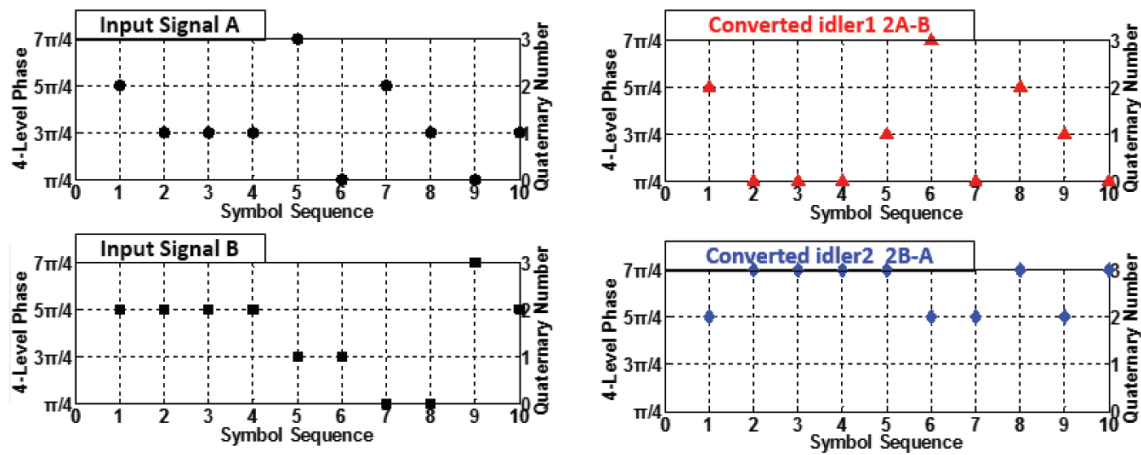 Input Signal A
4-Level Phase
7π/4
5π/4
3π/4
π/4
3
2
1
0
Quaternary Number
1 2 3 4 5 6 7 8 9 10
Symbol Sequence
Converted idler1 2A-B
4-Level Phase
7π/4
5π/4
3π/4
π/4
3
2
1
0
Quaternary Number
1 2 3 4 5 6 7 8 9 10
Symbol Sequence
Input Signal B
4-Level Phase
7π/4
5π/4
3π/4
π/4
3
2
1
0
Quaternary Number
1 2 3 4 5 6 7 8 9 10
Symbol Sequence
Converted idler2 2B-A
4-Level Phase
7π/4
5π/4
3π/4
π/4
3
2
1
0
Quaternary Number
1 2 3 4 5 6 7 8 9 10
Symbol Sequence